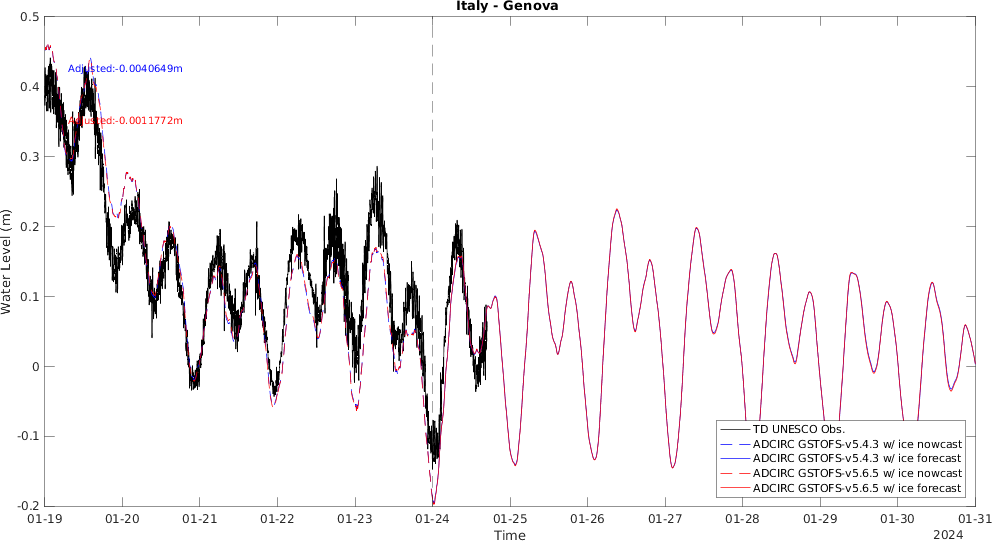 Italy - Genova
0.5
0.4
0.3
0.2
0.1
0
-0.1
-0.2
Water Level (m)
Adjusted:-0.0040649m
Adjusted:-0.0011772m
TD UNESCO Obs.
ADCIRC GSTOFS-v5.4.3 w/ ice nowcast
ADCIRC GSTOFS-v5.4.3 w/ ice forecast
ADCIRC GSTOFS-v5.6.5 w/ ice nowcast
ADCIRC GSTOFS-v5.6.5 w/ ice forecast
01-19 01-20 01-21 01-22 01-23 01-24 01-25 01-26 01-27 01-28 01-29 01-30 01-31
Time
2024